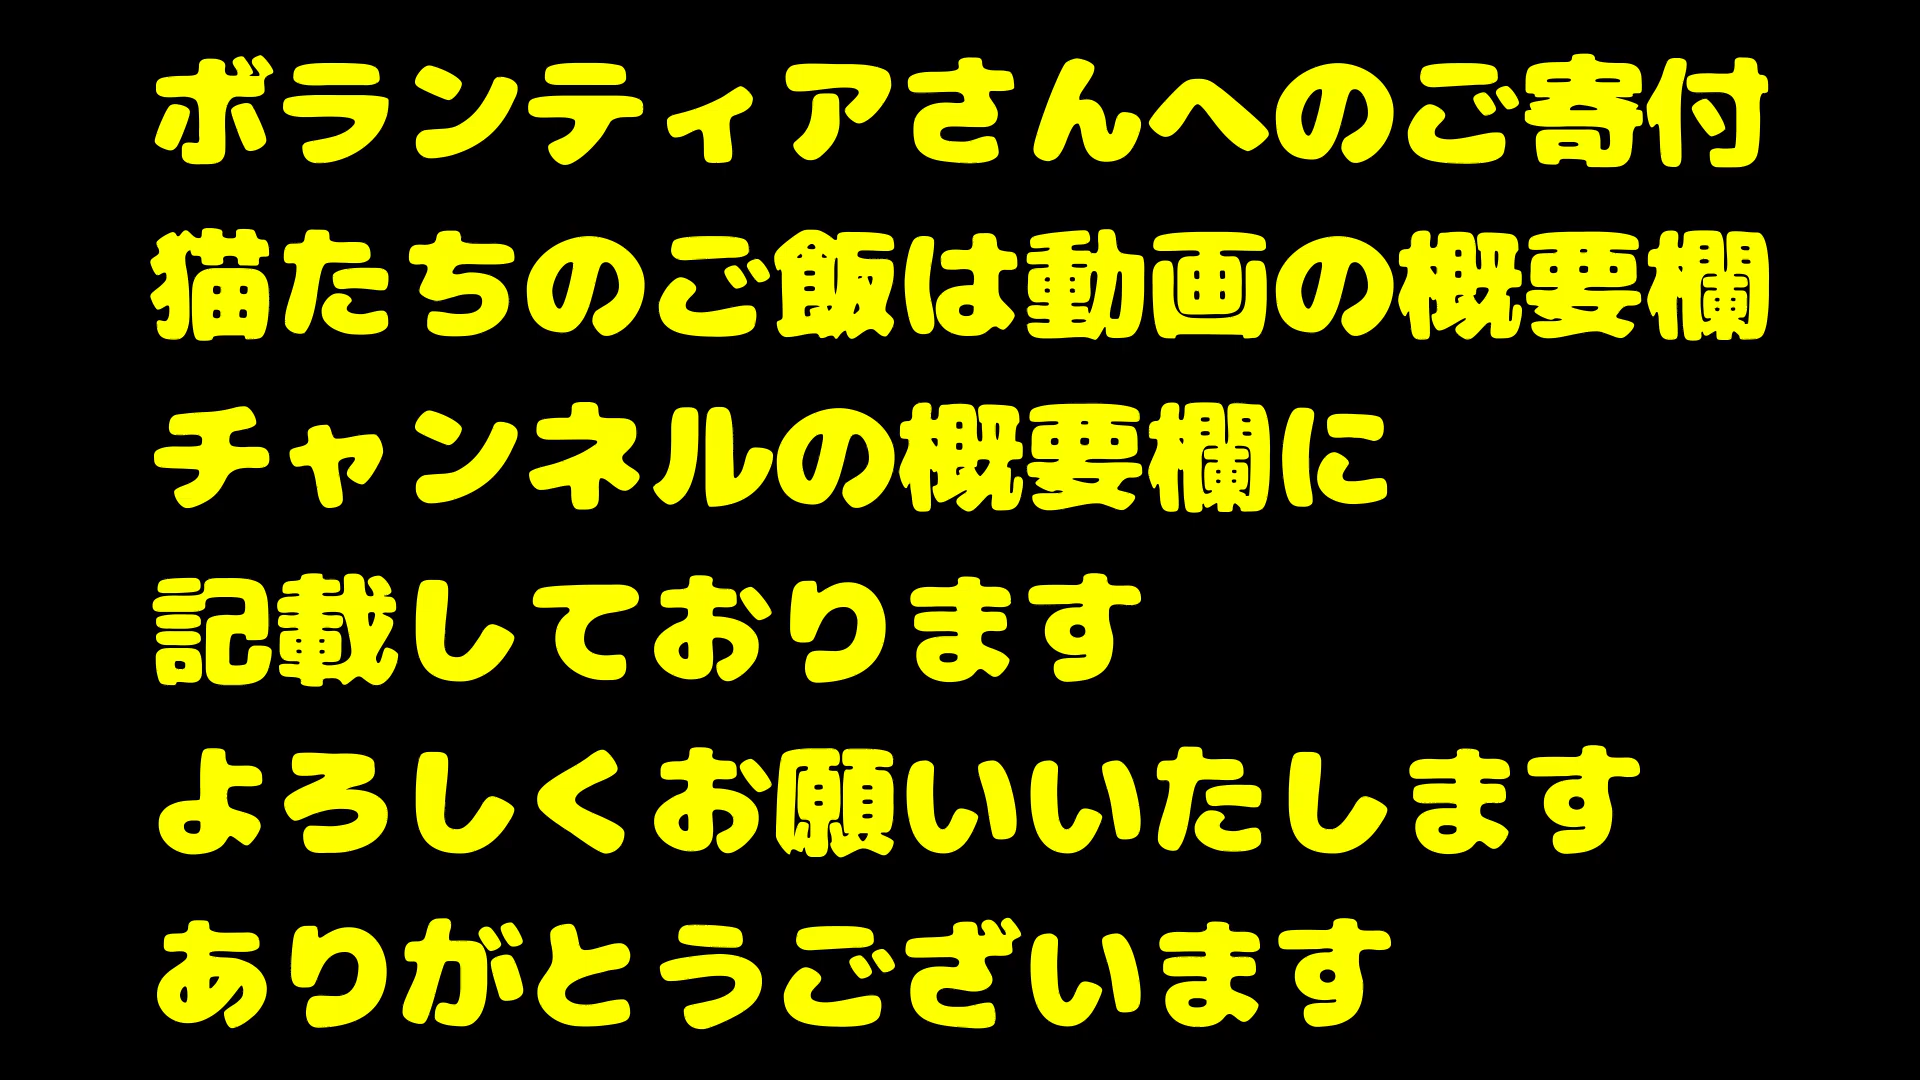 ボランティアさんへのご寄付
猫たちのご飯は動画の概要欄
チャンネルの概要欄に
記載しております
よろしくお願いいたします
ありがとうございます